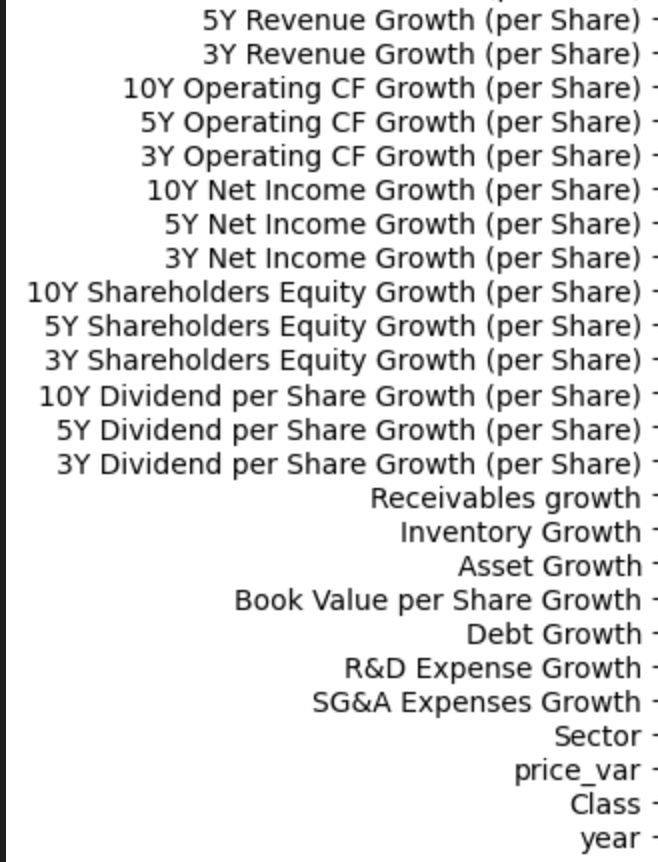 5Y Revenue Growth (per Share)
3Y Revenue Growth (per Share)
10Y Operating CF Growth (per Share)
5Y Operating CF Growth (per Share)
3Y Operating CF Growth (per Share)
10Y Net Income Growth (per Share)
5Y Net Income Growth (per Share)
3Y Net Income Growth (per Share)
10Y Shareholders Equity Growth (per Share)
5Y Shareholders Equity Growth (per Share)
3Y Shareholders Equity Growth (per Share)
10Y Dividend per Share Growth (per Share)
5Y Dividend per Share Growth (per Share)
3Y Dividend per Share Growth (per Share)
Receivables growth
Inventory Growth
Asset Growth
Book Value per Share Growth
Debt Growth
R&D Expense Growth
SG&A Expenses Growth
Sector
price_var
Class
year